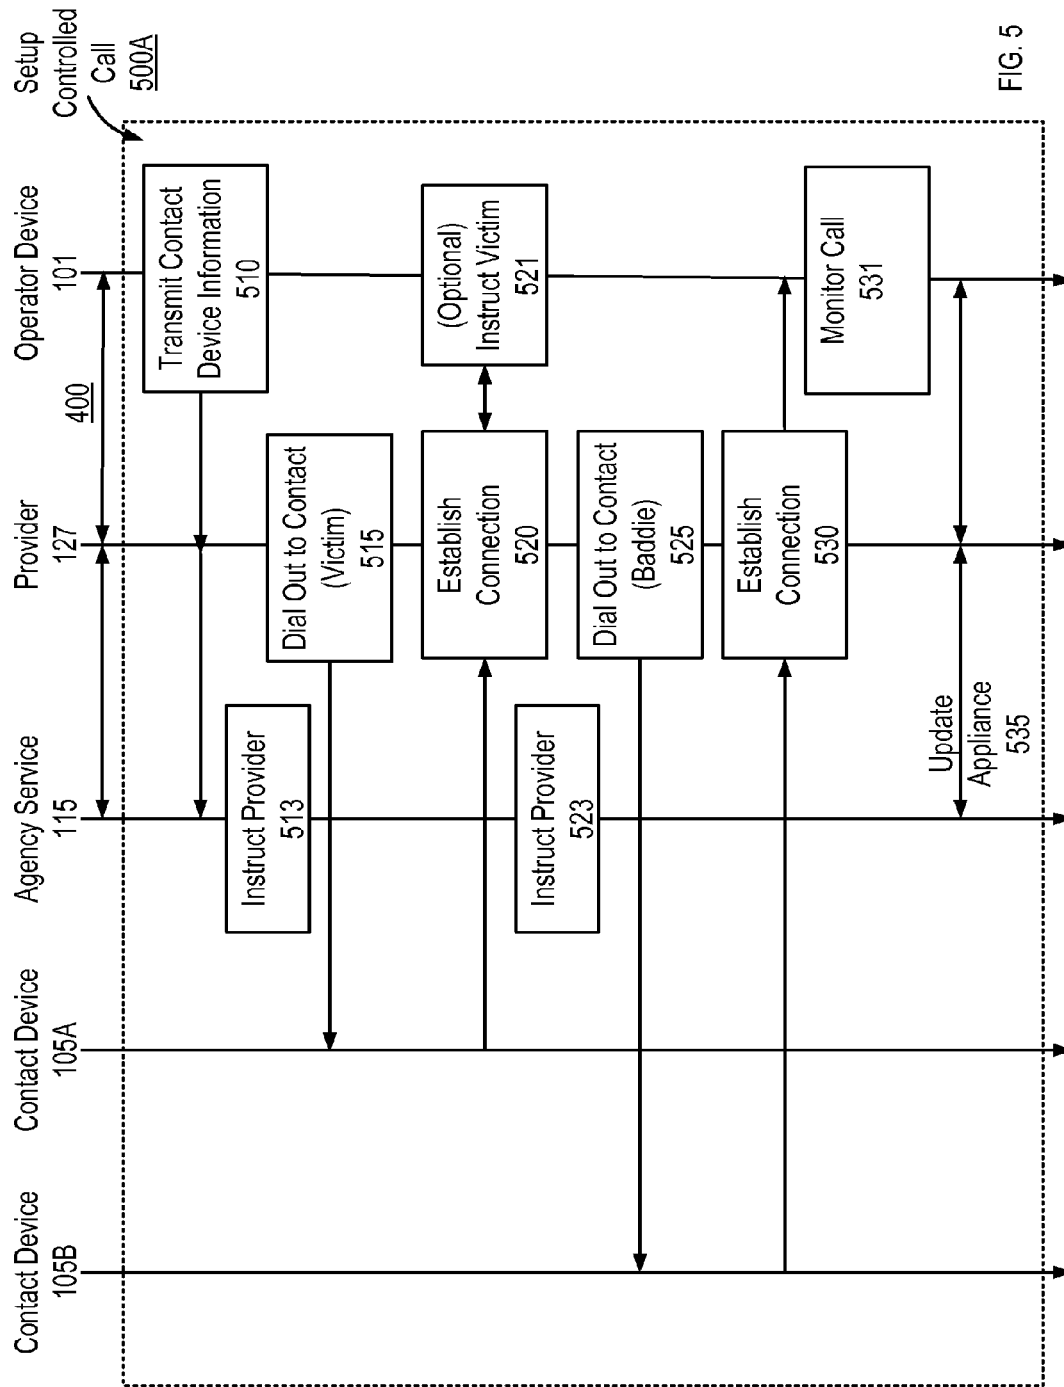 Contact Device
105B
Contact Device
105A
Agency Service
115
Provider
127
400
Operator Device
101
Setup
Controlled
Call
500A
Transmit Contact
Device Information
510
Instruct Provider
513
Dial Out to Contact
(Victim)
515
Establish
Connection
520
(Optional)
Instruct Victim
521
Instruct Provider
523
Dial Out to Contact
(Baddie)
525
Establish
Connection
530
Monitor Call
531
Update
Appliance
535
FIG. 5